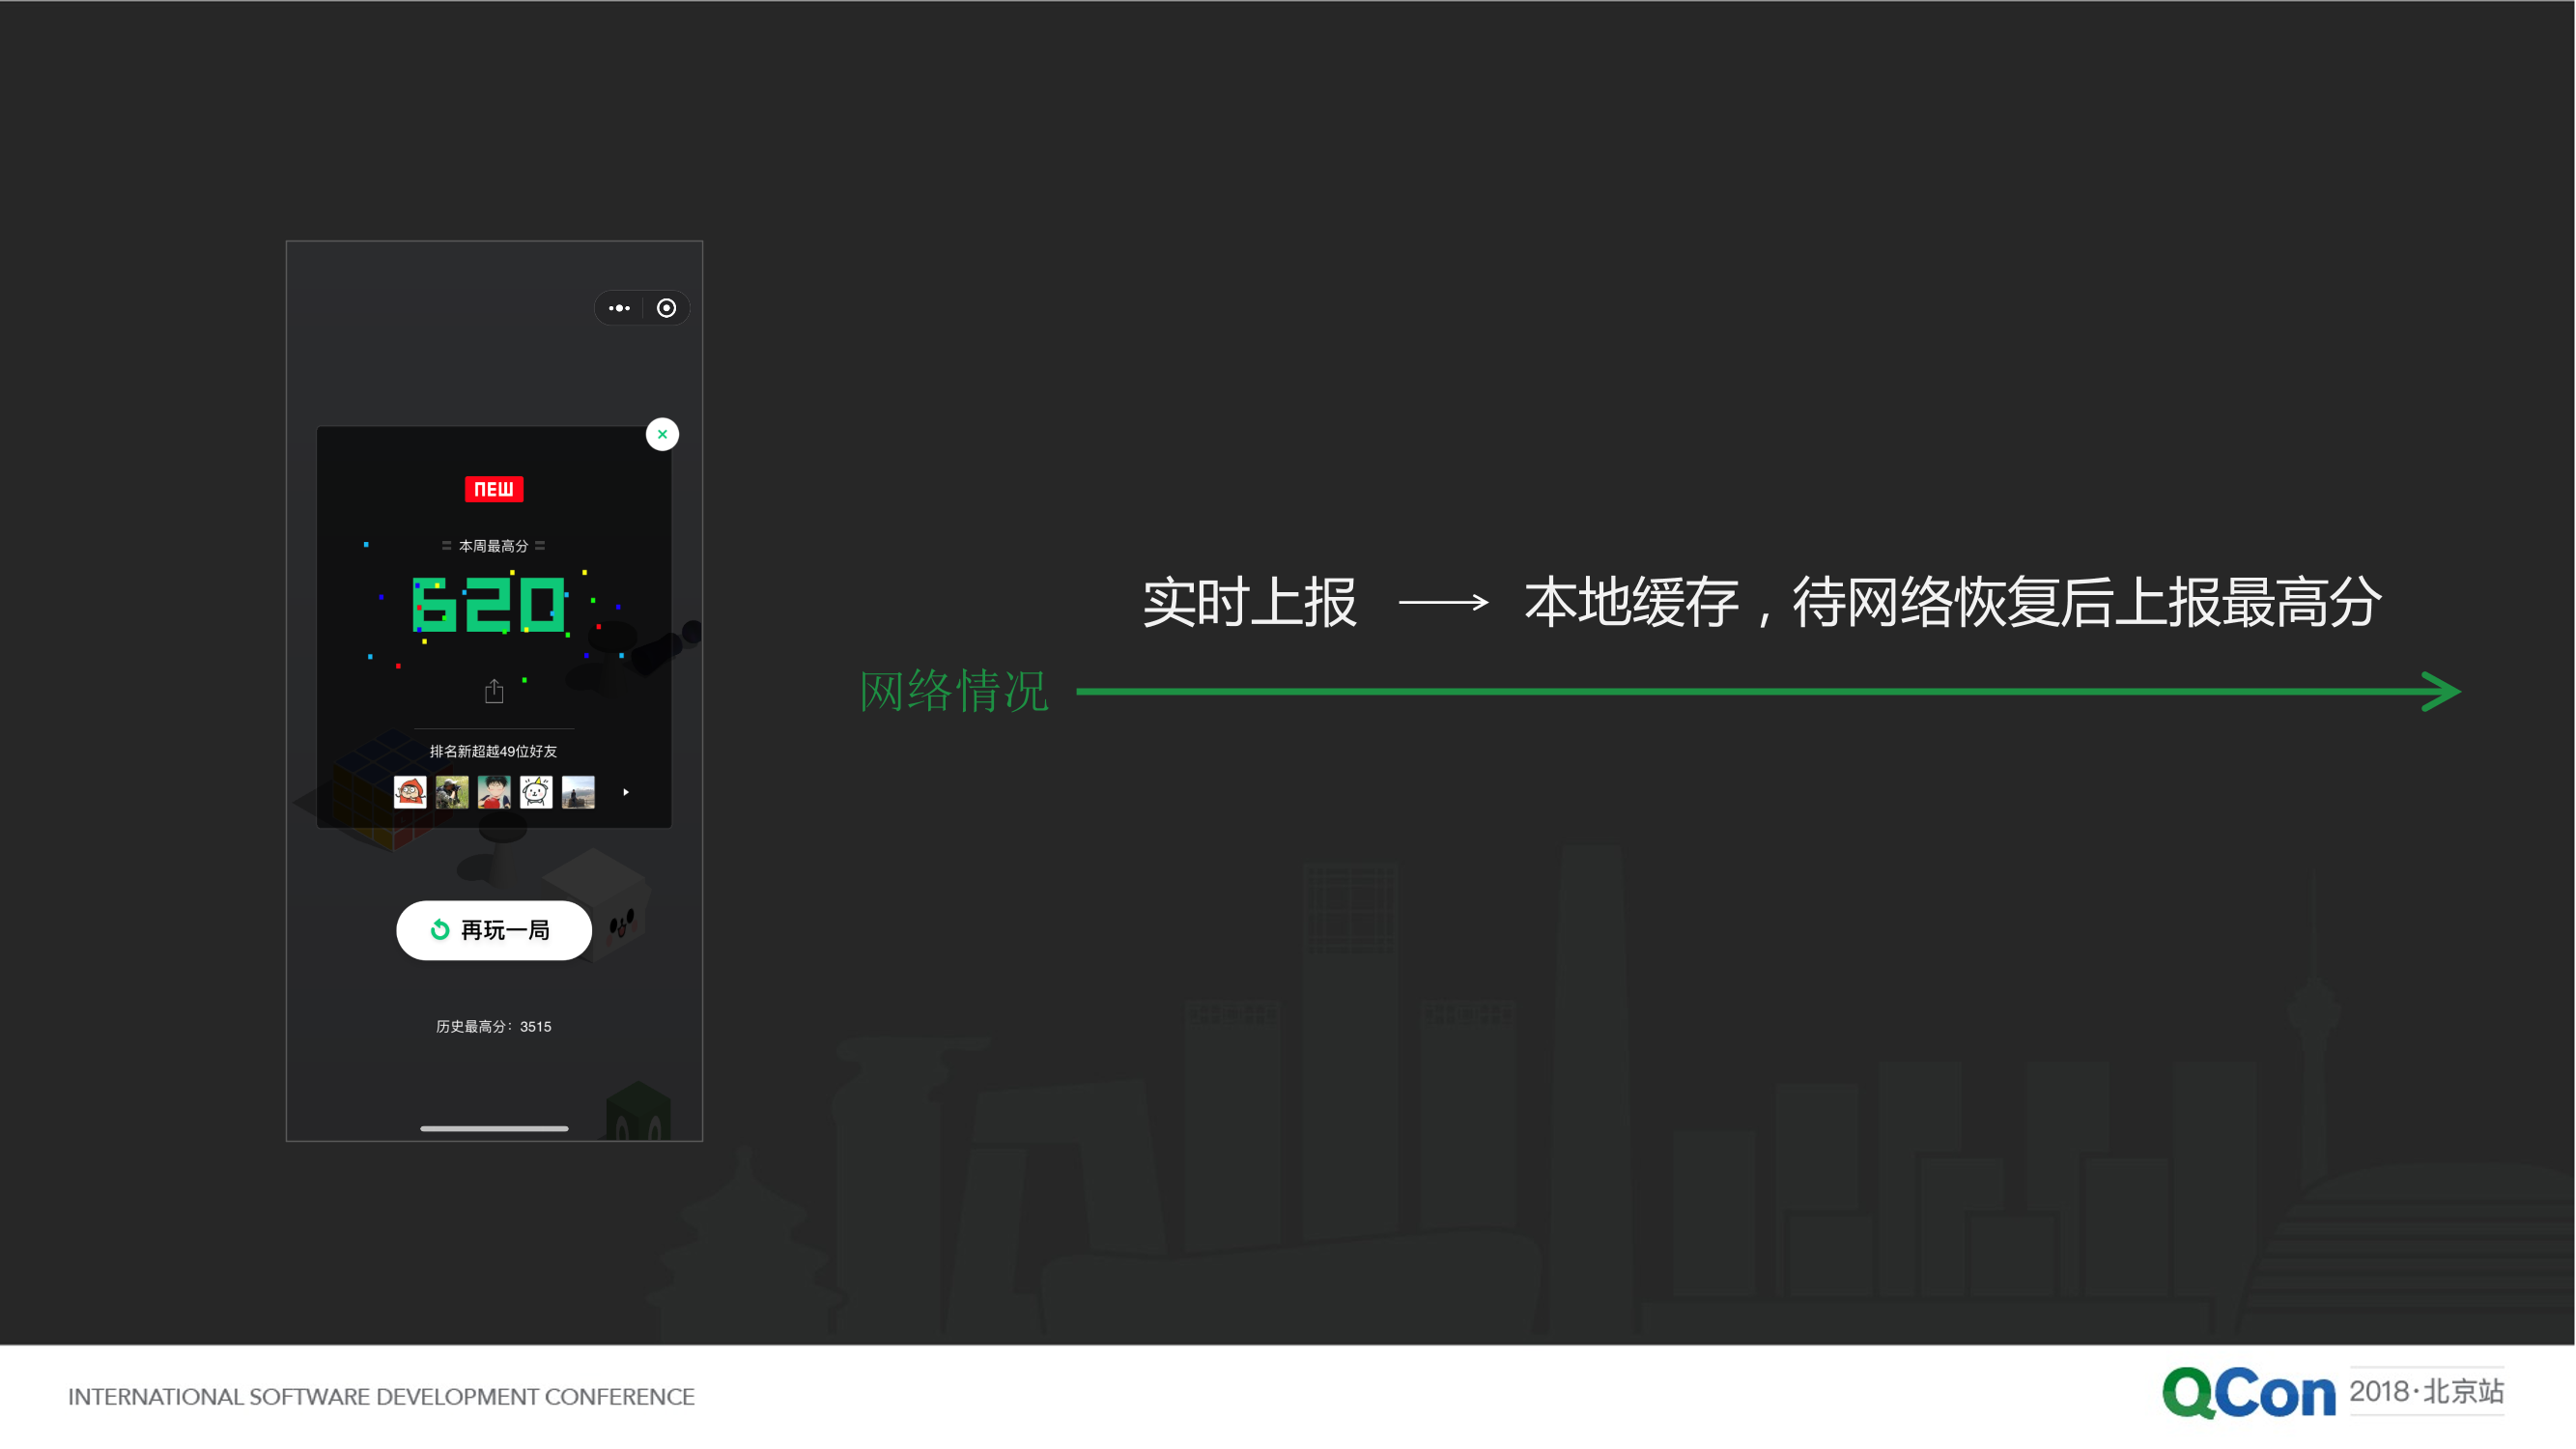 NEW
本周最高分
620
排名新超越49位好友
再玩一局
历史最高分：3515
实时上报 → 本地缓存，待网络恢复后上报最高分
网络情况
INTERNATIONAL SOFTWARE DEVELOPMENT CONFERENCE
QCon 2018·北京站